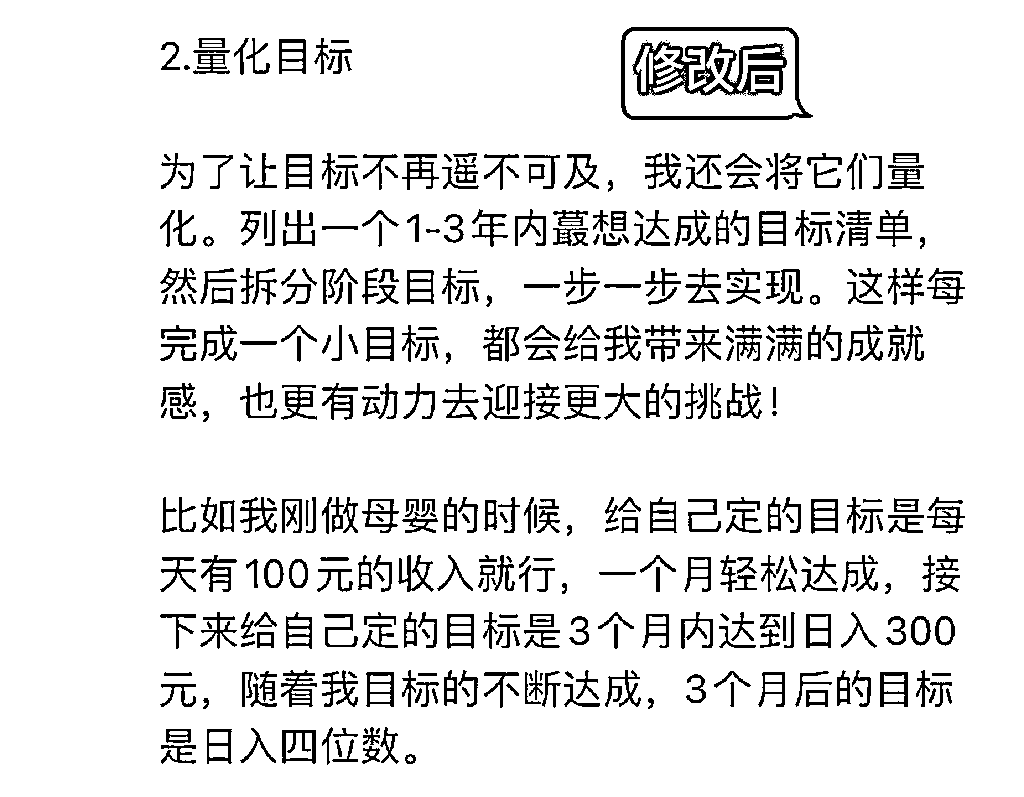 2.量化目标
修改后
为了让目标不再遥不可及，我还会将它们量
化。列出一个1-3年内最想达成的目标清单，
然后拆分阶段目标，一步一步去实现。这样每
完成一个小目标，都会给我带来满满的成就
感，也更有动力去迎接更大的挑战！
比如我刚做母婴的时候，给自己定的目标是每
天有100元的收入就行，一个月轻松达成，接
下来给自己定的目标是3个月内达到日入300
元，随着我目标的不断达成，3个月后的目标
是日入四位数。